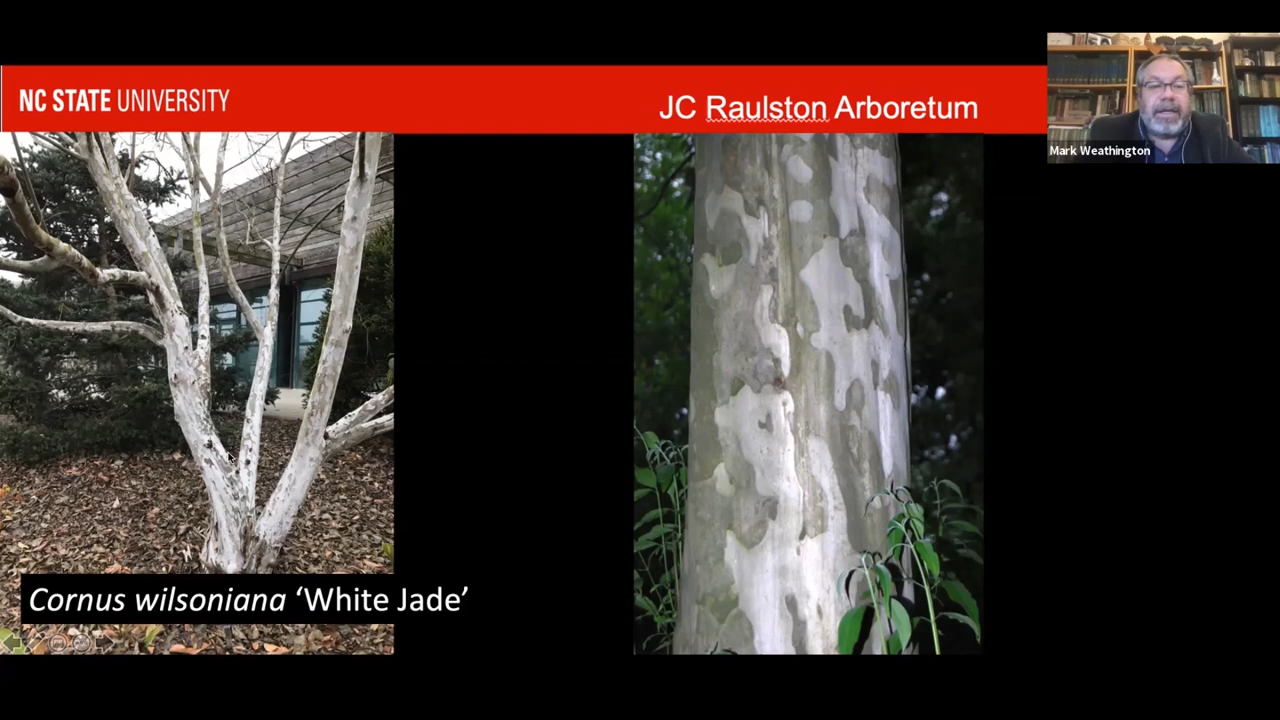 NC STATE UNIVERSITY
JC Raulston Arboretum
Mark Weathington
Cornus wilsoniana ‘White Jade’